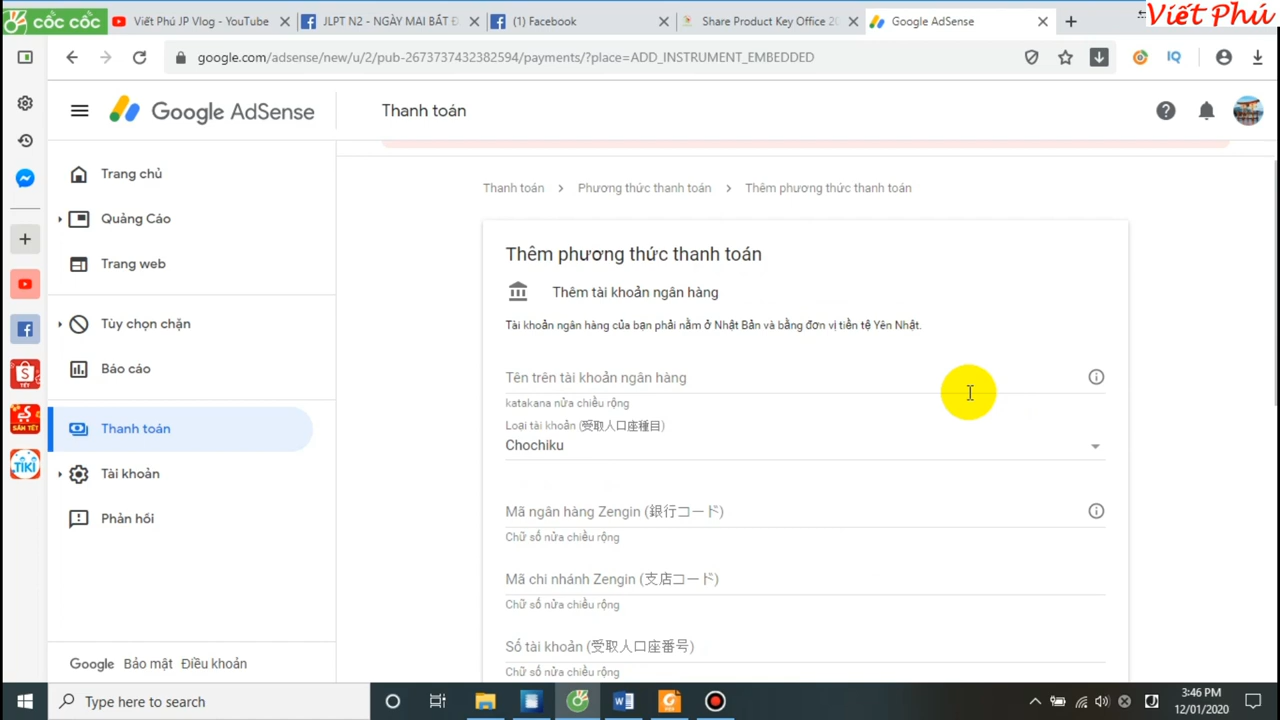 Viết Phú
CỐC CỐC
Viết Phú JP Vlog - YouTube
JLPT N2 - NGÀY MAI BẮT Đ
(1) Facebook
Share Product Key Office 20
Google AdSense
google.com/adsense/new/u/2/pub-2673737432382594/payments/?place=ADD_INSTRUMENT_EMBEDDED
IQ
Google AdSense
Thanh toán
Trang chủ
Quảng Cáo
Trang web
Tùy chọn chặn
Báo cáo
Thanh toán
Tài khoản
Phản hồi
Google Bảo mật Điều khoản
TẾT
SĂN TẾT
TIKI
Thanh toán > Phương thức thanh toán > Thêm phương thức thanh toán
Thêm phương thức thanh toán
Thêm tài khoản ngân hàng
Tài khoản ngân hàng của bạn phải nằm ở Nhật Bản và bằng đơn vị tiền tệ Yên Nhật.
Tên trên tài khoản ngân hàng
katakana nửa chiều rộng
Loại tài khoản (受取人口座種目)
Chochiku
Mã ngân hàng Zengin (銀行コード)
Chữ số nửa chiều rộng
Mã chi nhánh Zengin (支店コード)
Chữ số nửa chiều rộng
Số tài khoản (受取人口座番号)
Chữ số nửa chiều rộng
Type here to search
3:46 PM
12/01/2020